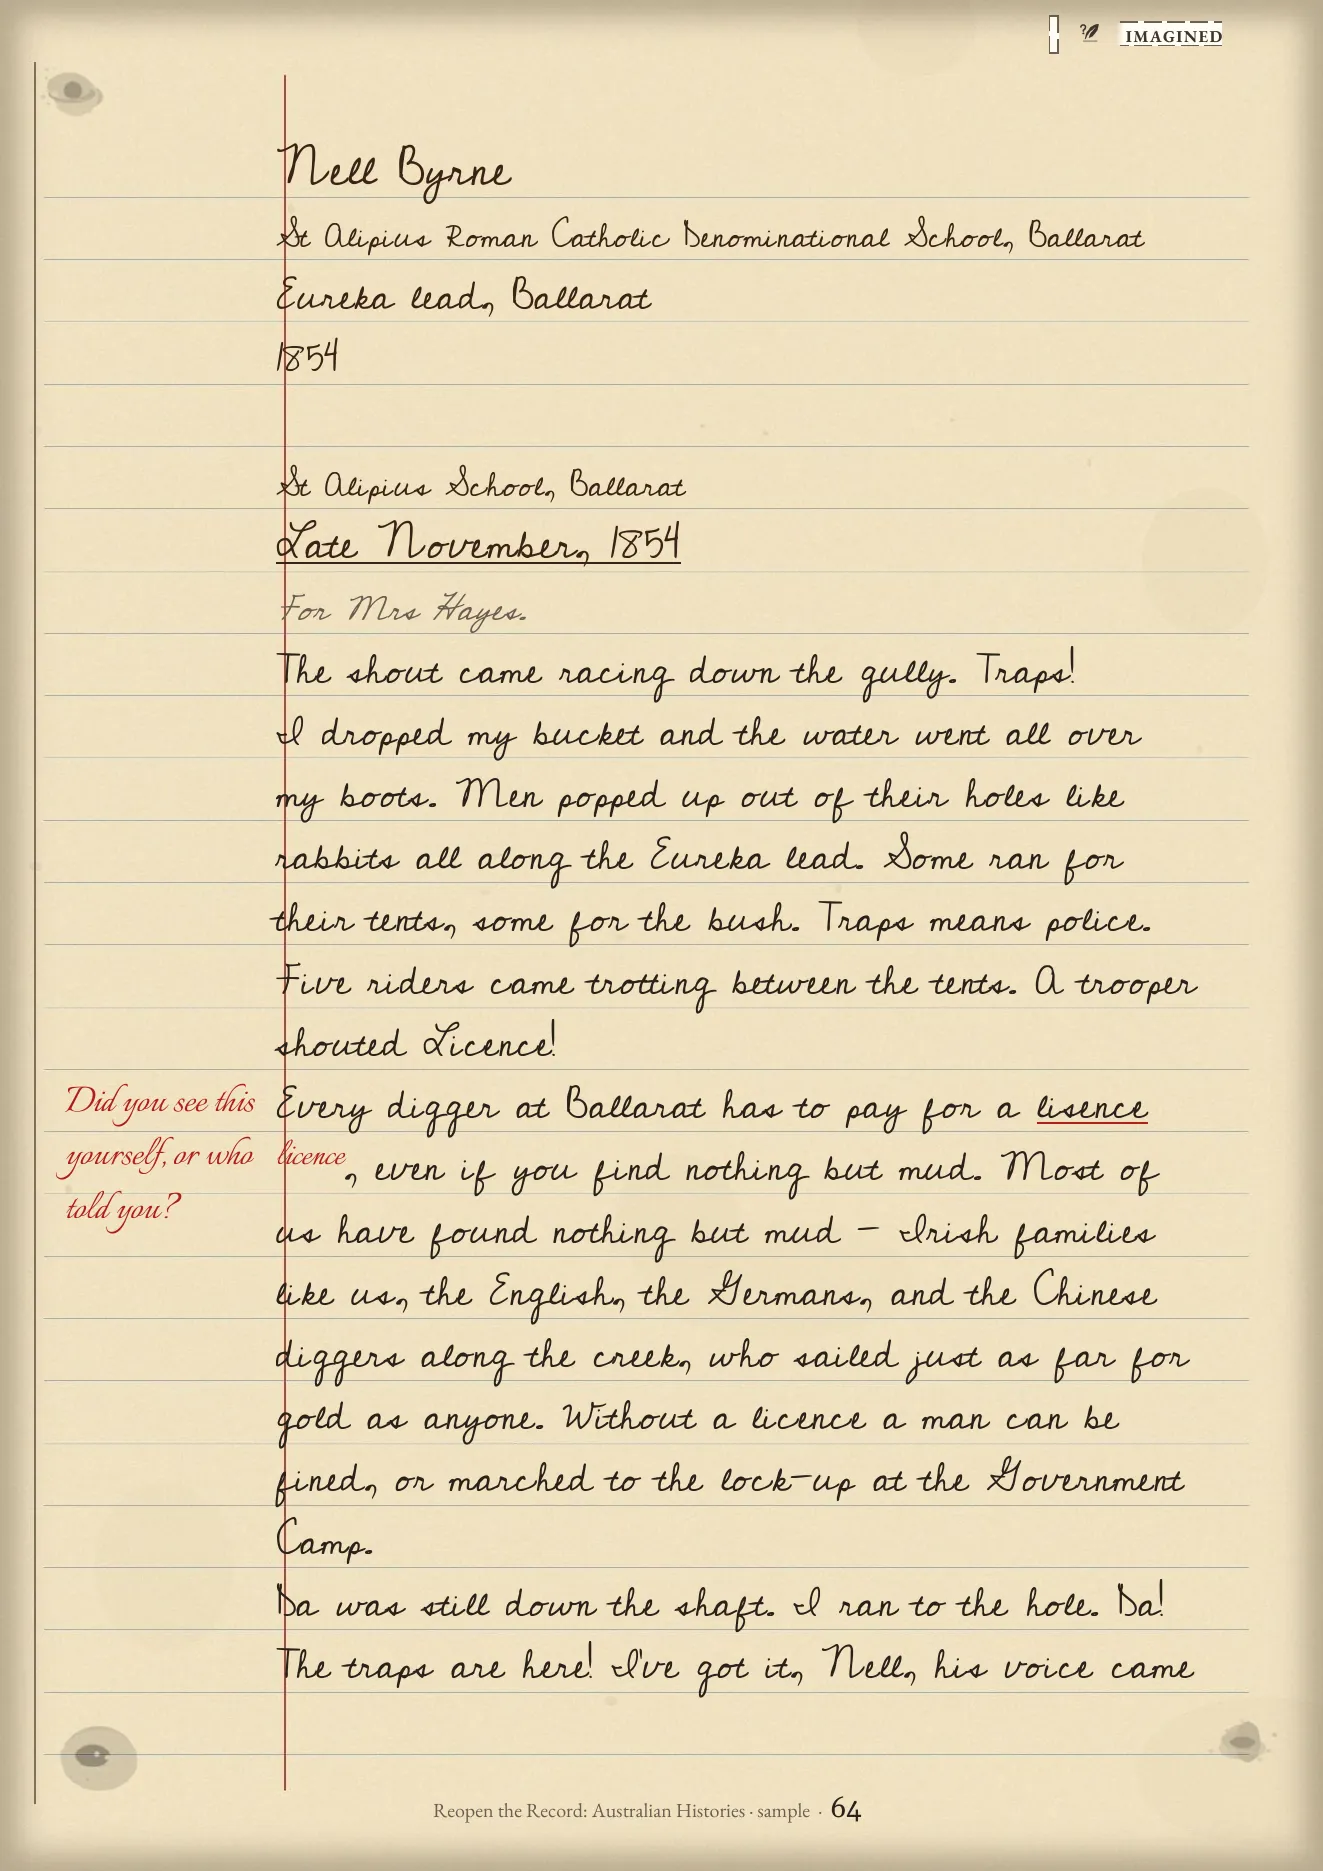 IMAGINED
Nell Byrne
St Alipius Roman Catholic Denominational School, Ballarat
Eureka lead, Ballarat
1854
St Alipius School, Ballarat
Late November, 1854
For Mrs Hayes.
The shout came racing down the gully. Traps!
I dropped my bucket and the water went all over
my boots. Men popped up out of their holes like
rabbits all along the Eureka lead. Some ran for
their tents, some for the bush. Traps means police.
Five riders came trotting between the tents. A trooper
shouted Licence!
Did you see this
yourself, or who
told you?
Every digger at Ballarat has to pay for a lisence
licence, even if you find nothing but mud. Most of
us have found nothing but mud – Irish families
like us, the English, the Germans, and the Chinese
diggers along the creek, who sailed just as far for
gold as anyone. Without a licence a man can be
fined, or marched to the lock-up at the Government
Camp.
Da was still down the shaft. I ran to the hole. Da!
The traps are here! I've got it, Nell, his voice came
Reopen the Record: Australian Histories · sample · 64